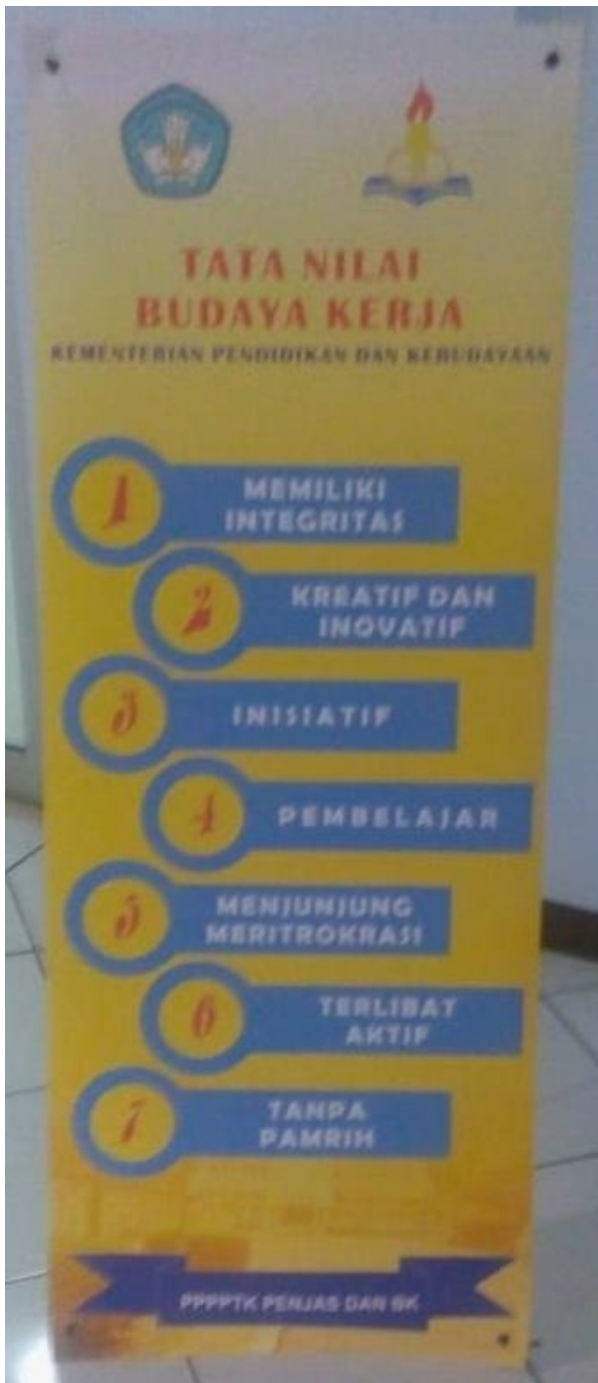 TATA NILAI
BUDAYA KERJA
KEMENTERIAN PENDIDIKAN DAN KEBUDAYAAN
1
MEMILIKI
INTEGRITAS
2
KREATIF DAN
INOVATIF
3
INISIATIF
4
PEMBELAJAR
5
MENJUNJUNG
MERITROKRASI
6
TERLIBAT
AKTIF
7
TANPA
PAMRIH
PPPPTK PENJAS DAN BK